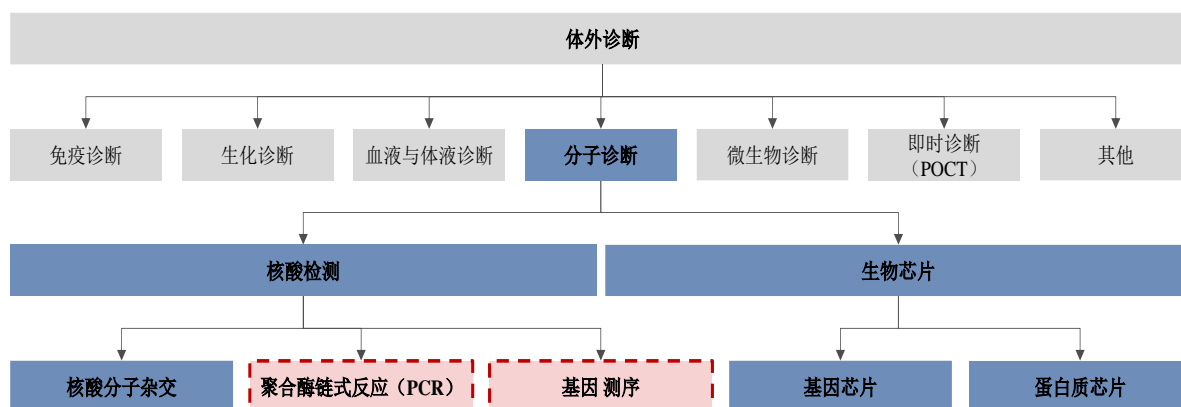 体外诊断
免疫诊断
生化诊断
血液与体液诊断
分子诊断
微生物诊断
即时诊断
（POCT）
其他
核酸检测
生物芯片
核酸分子杂交
聚合酶链式反应（PCR）
基因 测序
基因芯片
蛋白质芯片